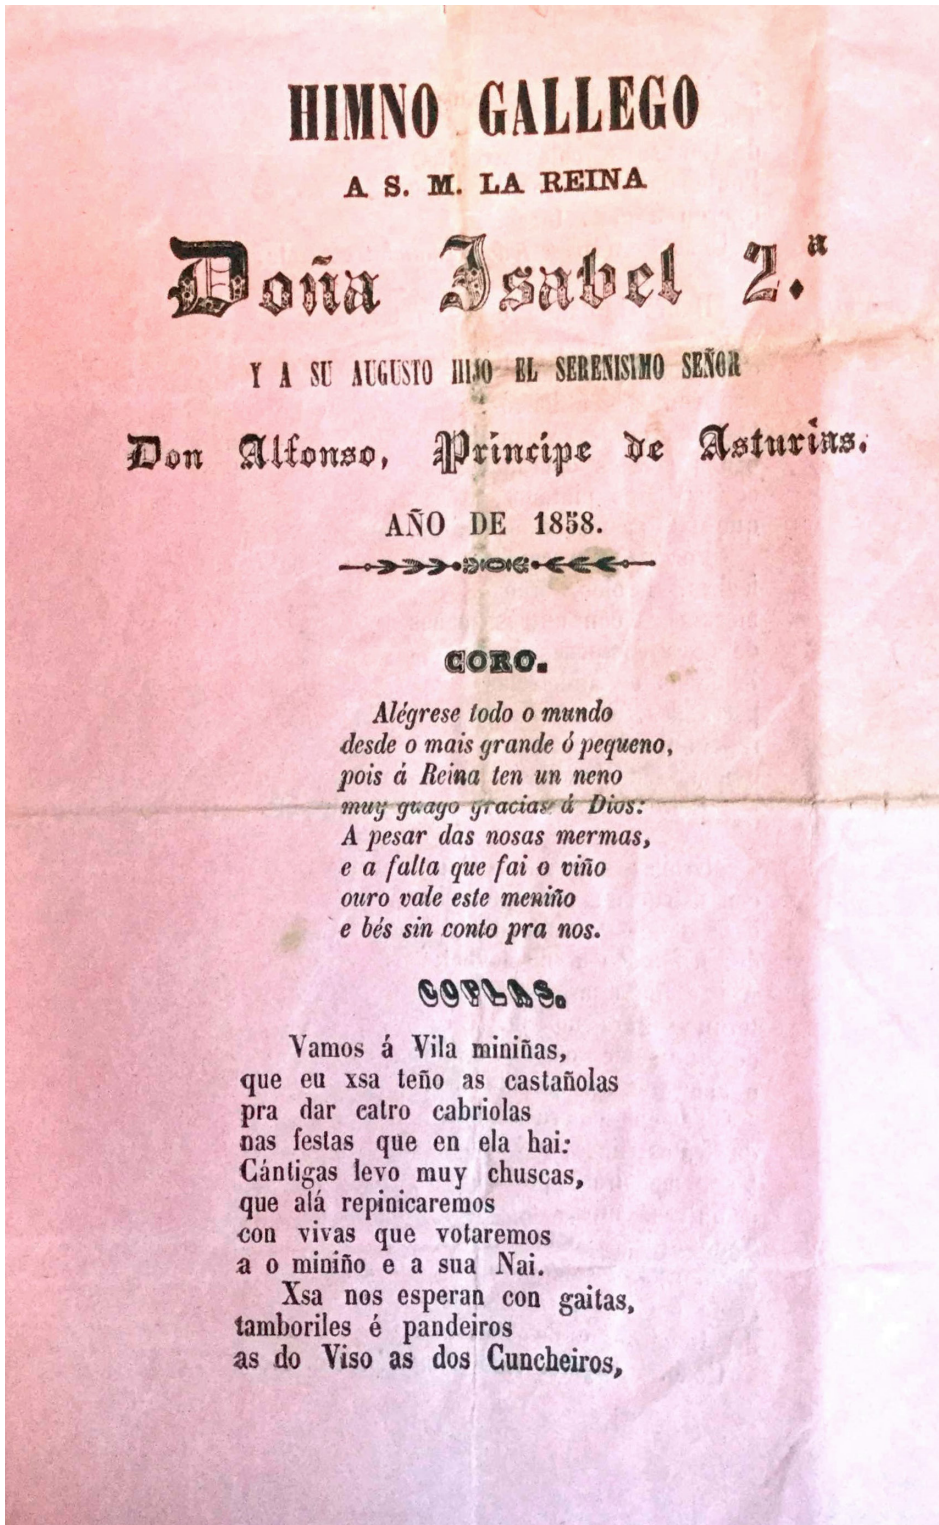 HIMNO GALLEGO
A S. M. LA REINA
Doña Isabel 2.ª
Y A SU AUGUSTO HIJO EL SERENISIMO SEÑOR
Don Alfonso, Príncipe de Asturias.
AÑO DE 1858.
CORO.
Alégrese todo o mundo
desde o mais grande ó pequeno,
pois á Reina ten un neno
muy guapo gracias á Dios:
A pesar das nosas mermas,
e a falta que fai o viño
ouro vale este meniño
e bés sin conto pra nos.
COPLAS.
Vamos á Vila miniñas,
que eu xsa teño as castañolas
pra dar catro cabriolas
nas festas que en ela hai:
Cántigas levo muy chuscas,
que alá repinicaremos
con vivas que votaremos
a o miniño e a sua Nai.
Xsa nos esperan con gaitas,
tamboriles é pandeiros
as do Viso as dos Cuncheiros,